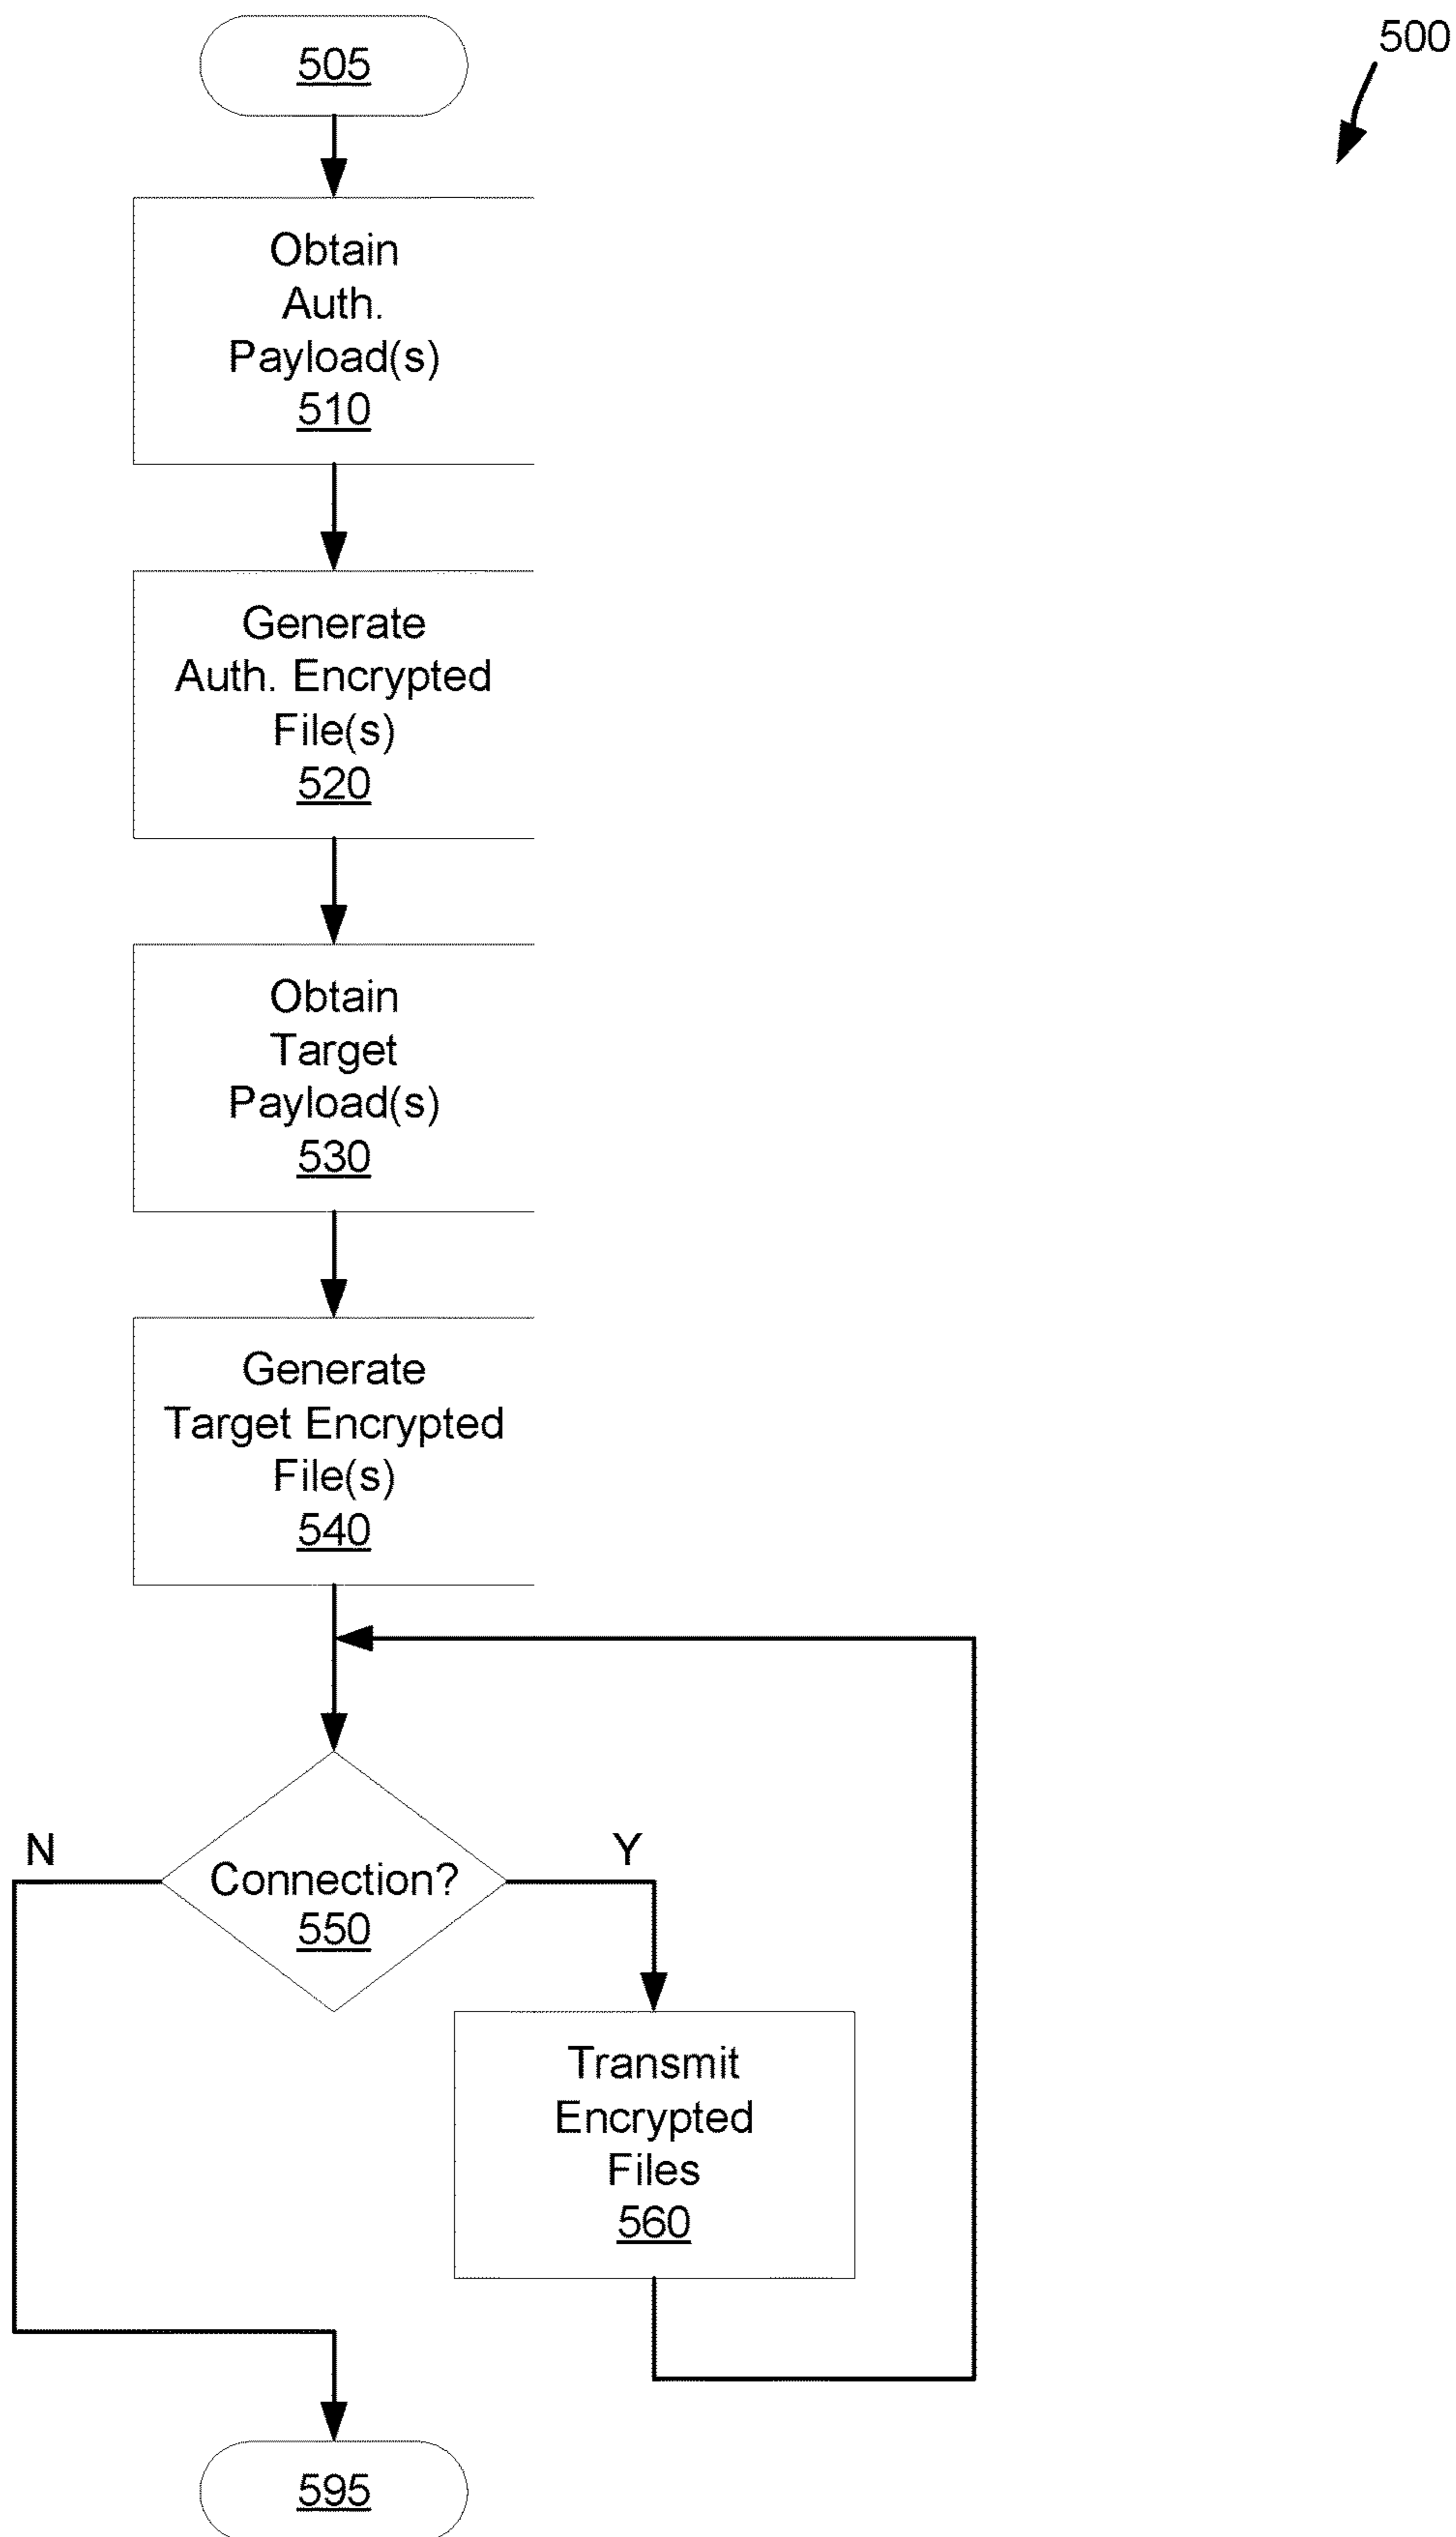 500
505
Obtain
Auth.
Payload(s)
510
Generate
Auth. Encrypted
File(s)
520
Obtain
Target
Payload(s)
530
Generate
Target Encrypted
File(s)
540
N
Y
Connection?
550
Transmit
Encrypted
Files
560
595